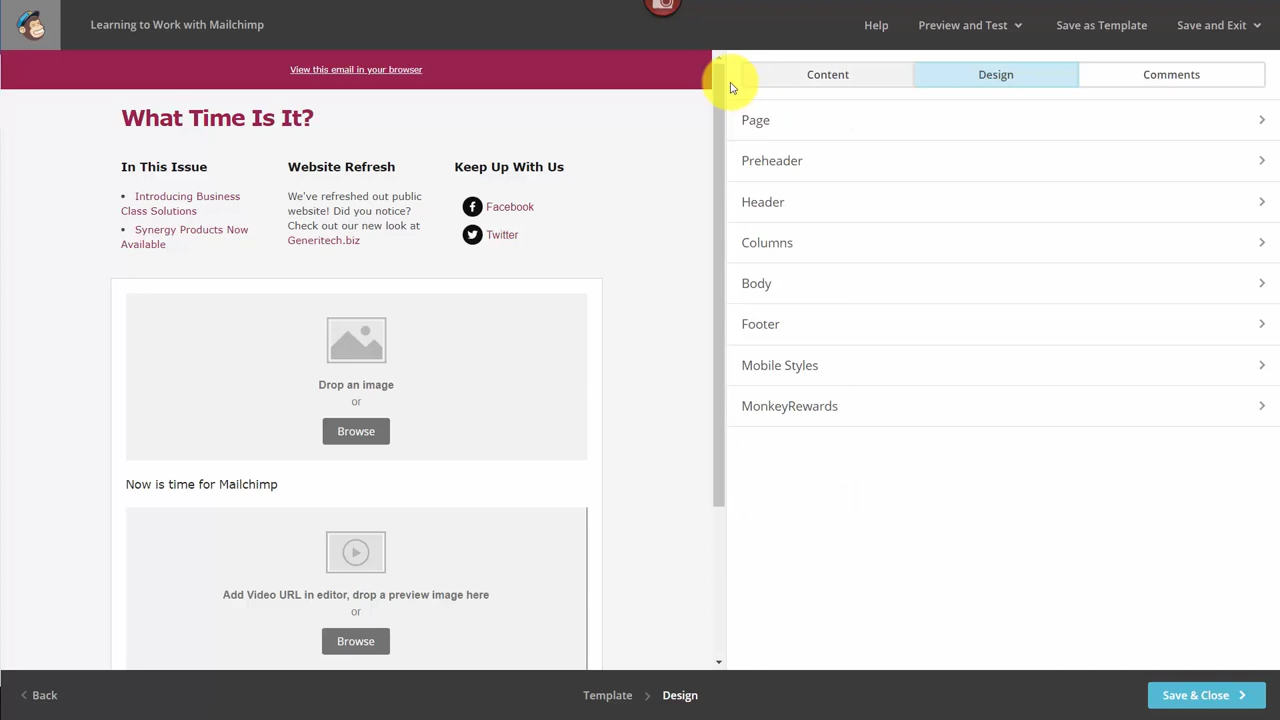 Learning to Work with Mailchimp
Help
Preview and Test
Save as Template
Save and Exit
View this email in your browser
What Time Is It?
In This Issue
Introducing Business
Class Solutions
Synergy Products Now
Available
Website Refresh
We've refreshed out public
website! Did you notice?
Check out our new look at
Generitech.biz
Keep Up With Us
Facebook
Twitter
Drop an image
or
Browse
Now is time for Mailchimp
Add Video URL in editor, drop a preview image here
or
Browse
Content
Design
Comments
Page
Preheader
Header
Columns
Body
Footer
Mobile Styles
MonkeyRewards
Back
Template
Design
Save & Close